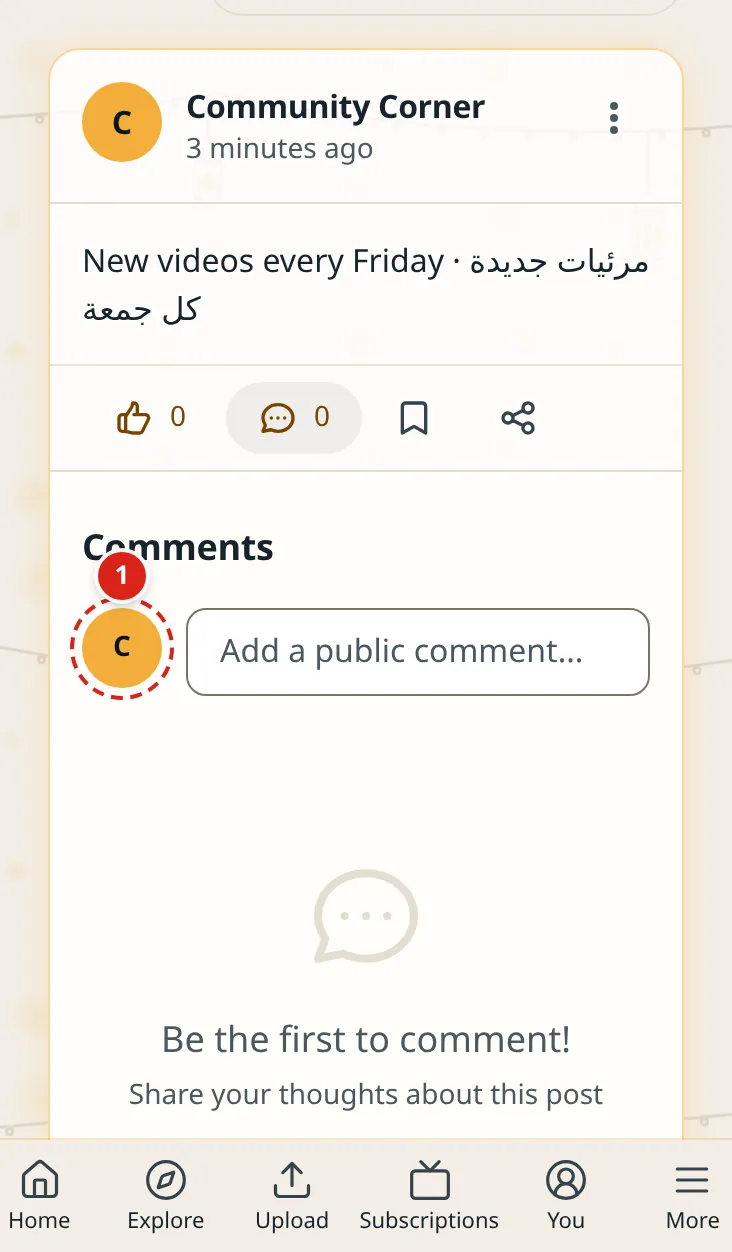 C
Community Corner
3 minutes ago
New videos every Friday · مرئيات جديدة
كل جمعة
0
0
Comments
1
C
Add a public comment...
Be the first to comment!
Share your thoughts about this post
Home
Explore
Upload
Subscriptions
You
More